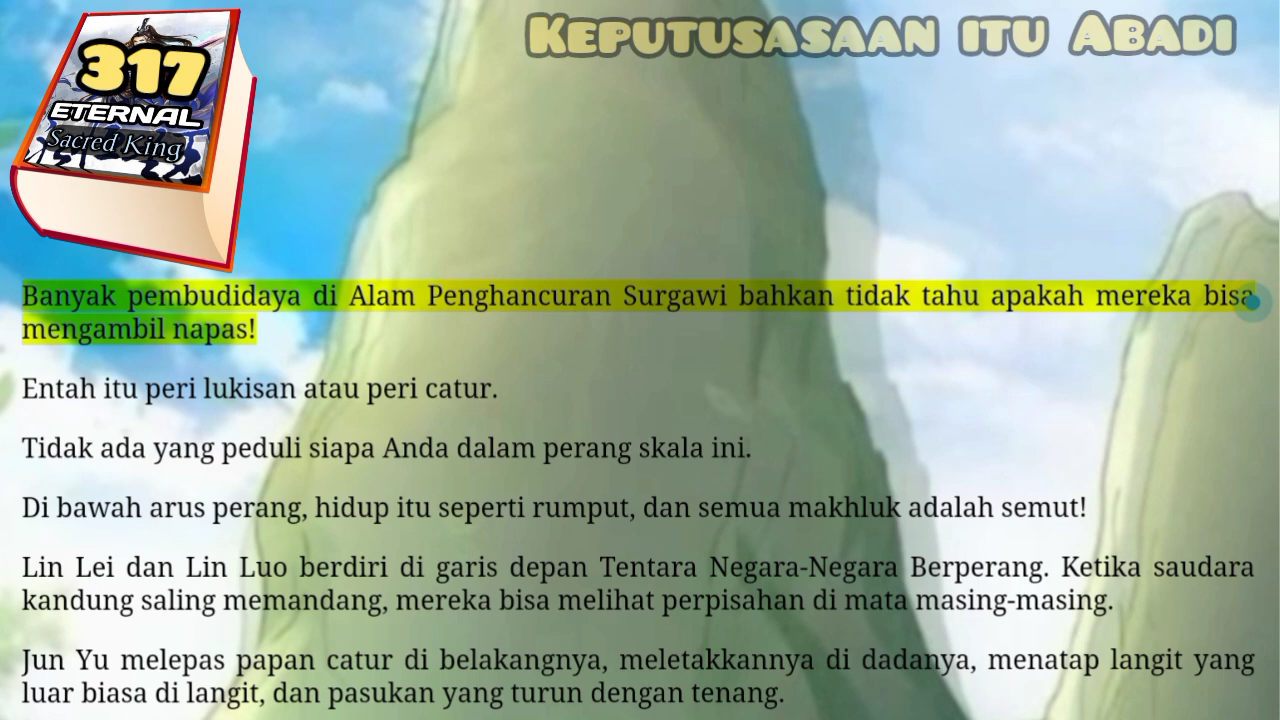 Keputusasaan itu Abadi
317
ETERNAL
Sacred King
Banyak pembudidaya di Alam Penghancuran Surgawi bahkan tidak tahu apakah mereka bisa
mengambil napas!
Entah itu peri lukisan atau peri catur.
Tidak ada yang peduli siapa Anda dalam perang skala ini.
Di bawah arus perang, hidup itu seperti rumput, dan semua makhluk adalah semut!
Lin Lei dan Lin Luo berdiri di garis depan Tentara Negara-Negara Berperang. Ketika saudara
kandung saling memandang, mereka bisa melihat perpisahan di mata masing-masing.
Jun Yu melepas papan catur di belakangnya, meletakkannya di dadanya, menatap langit yang
luar biasa di langit, dan pasukan yang turun dengan tenang.